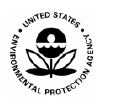 UNITED STATES
ENVIRONMENTAL PROTECTION AGENCY